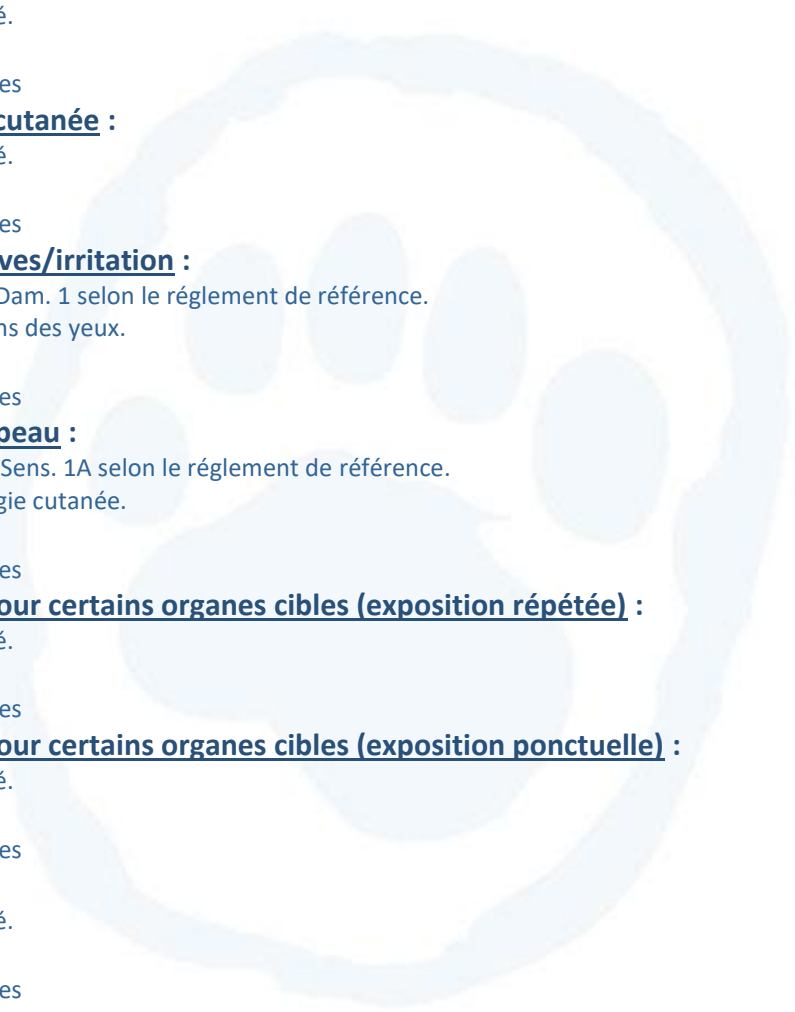 é.
es
cutanée :
é.
es
ves/irritation :
Dam. 1 selon le réglement de référence.
ns des yeux.
es
peau :
Sens. 1A selon le réglement de référence.
gie cutanée.
es
our certains organes cibles (exposition répétée) :
é.
es
our certains organes cibles (exposition ponctuelle) :
é.
es
é.
es